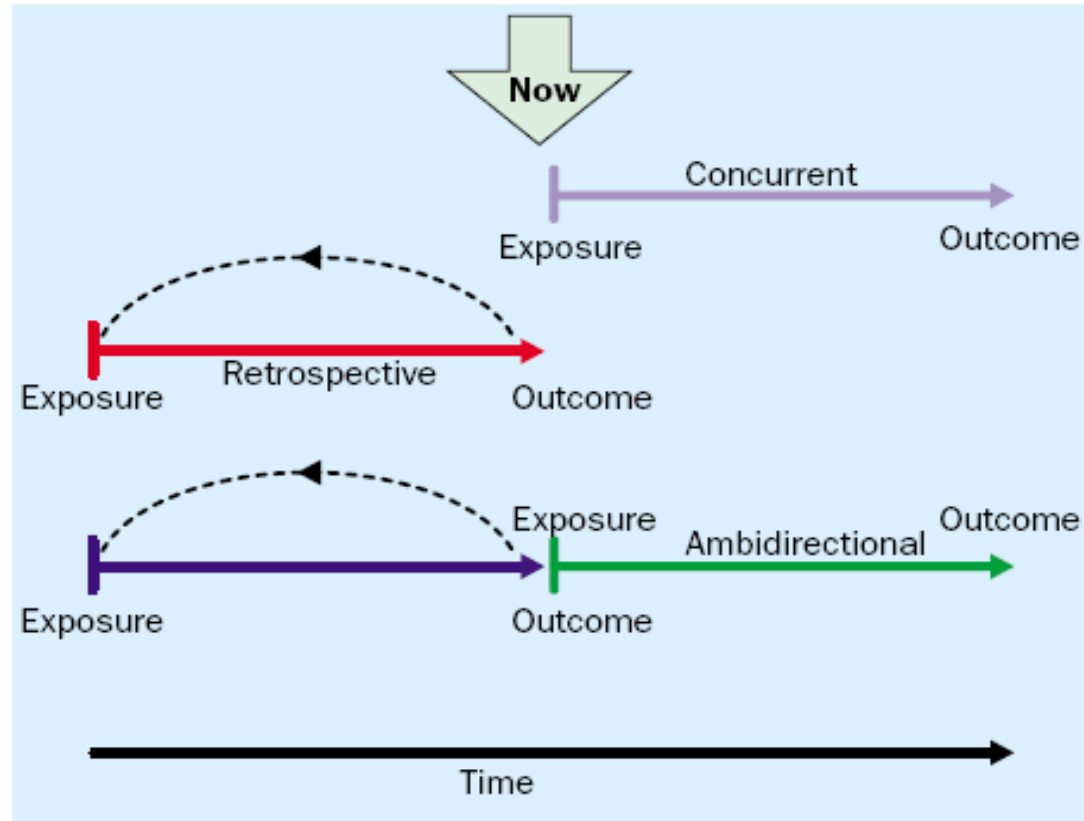 Now
Concurrent
Exposure
Outcome
Retrospective
Exposure
Outcome
Exposure
Outcome
Ambidirectional
Exposure
Outcome
Time